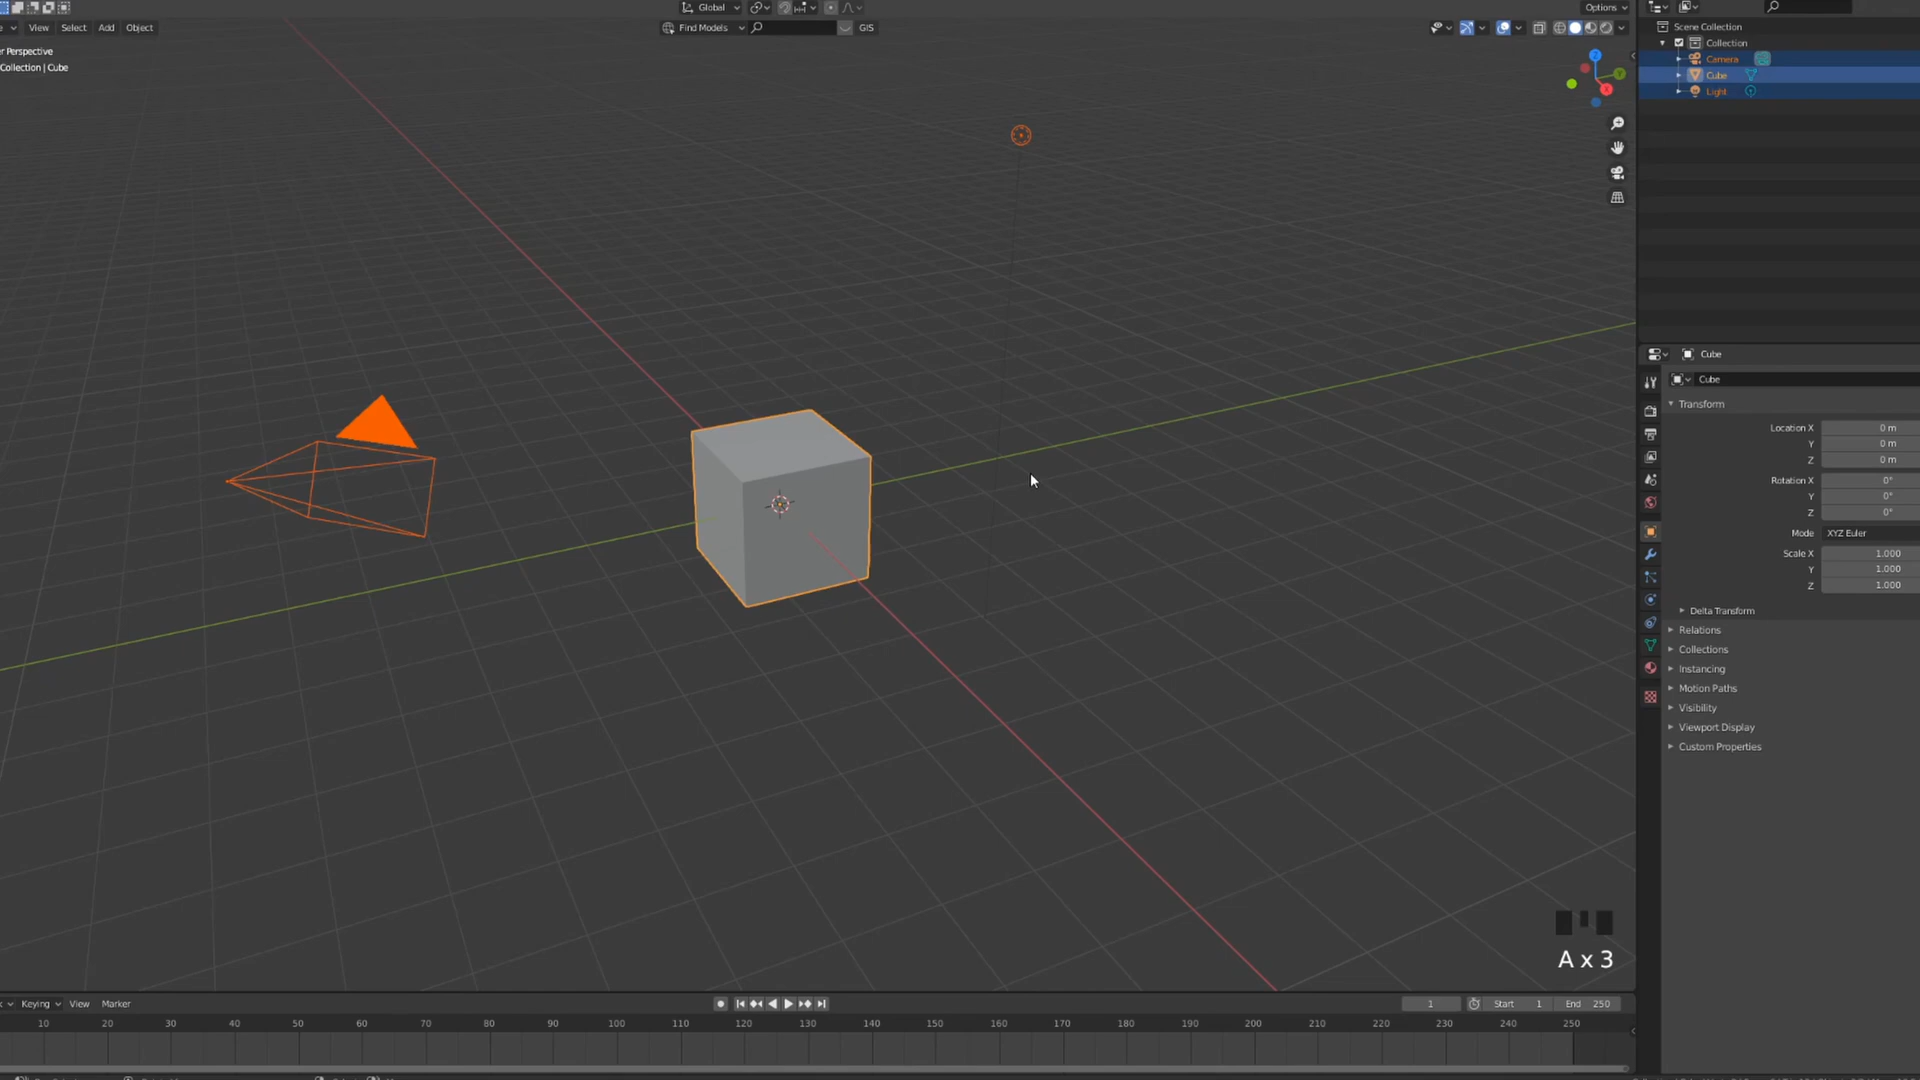 Global
Options
View Select Add Object
Find Models
GIS
r Perspective
Collection | Cube
Scene Collection
Collection
Camera
Cube
Light
Z
Y
X
Cube
Cube
Transform
Location X 0 m
Y 0 m
Z 0 m
Rotation X 0°
Y 0°
Z 0°
Mode XYZ Euler
Scale X 1.000
Y 1.000
Z 1.000
Delta Transform
Relations
Collections
Instancing
Motion Paths
Visibility
Viewport Display
Custom Properties
A x 3
Keying View Marker
1 Start 1 End 250
10 20 30 40 50 60 70 80 90 100 110 120 130 140 150 160 170 180 190 200 210 220 230 240 250